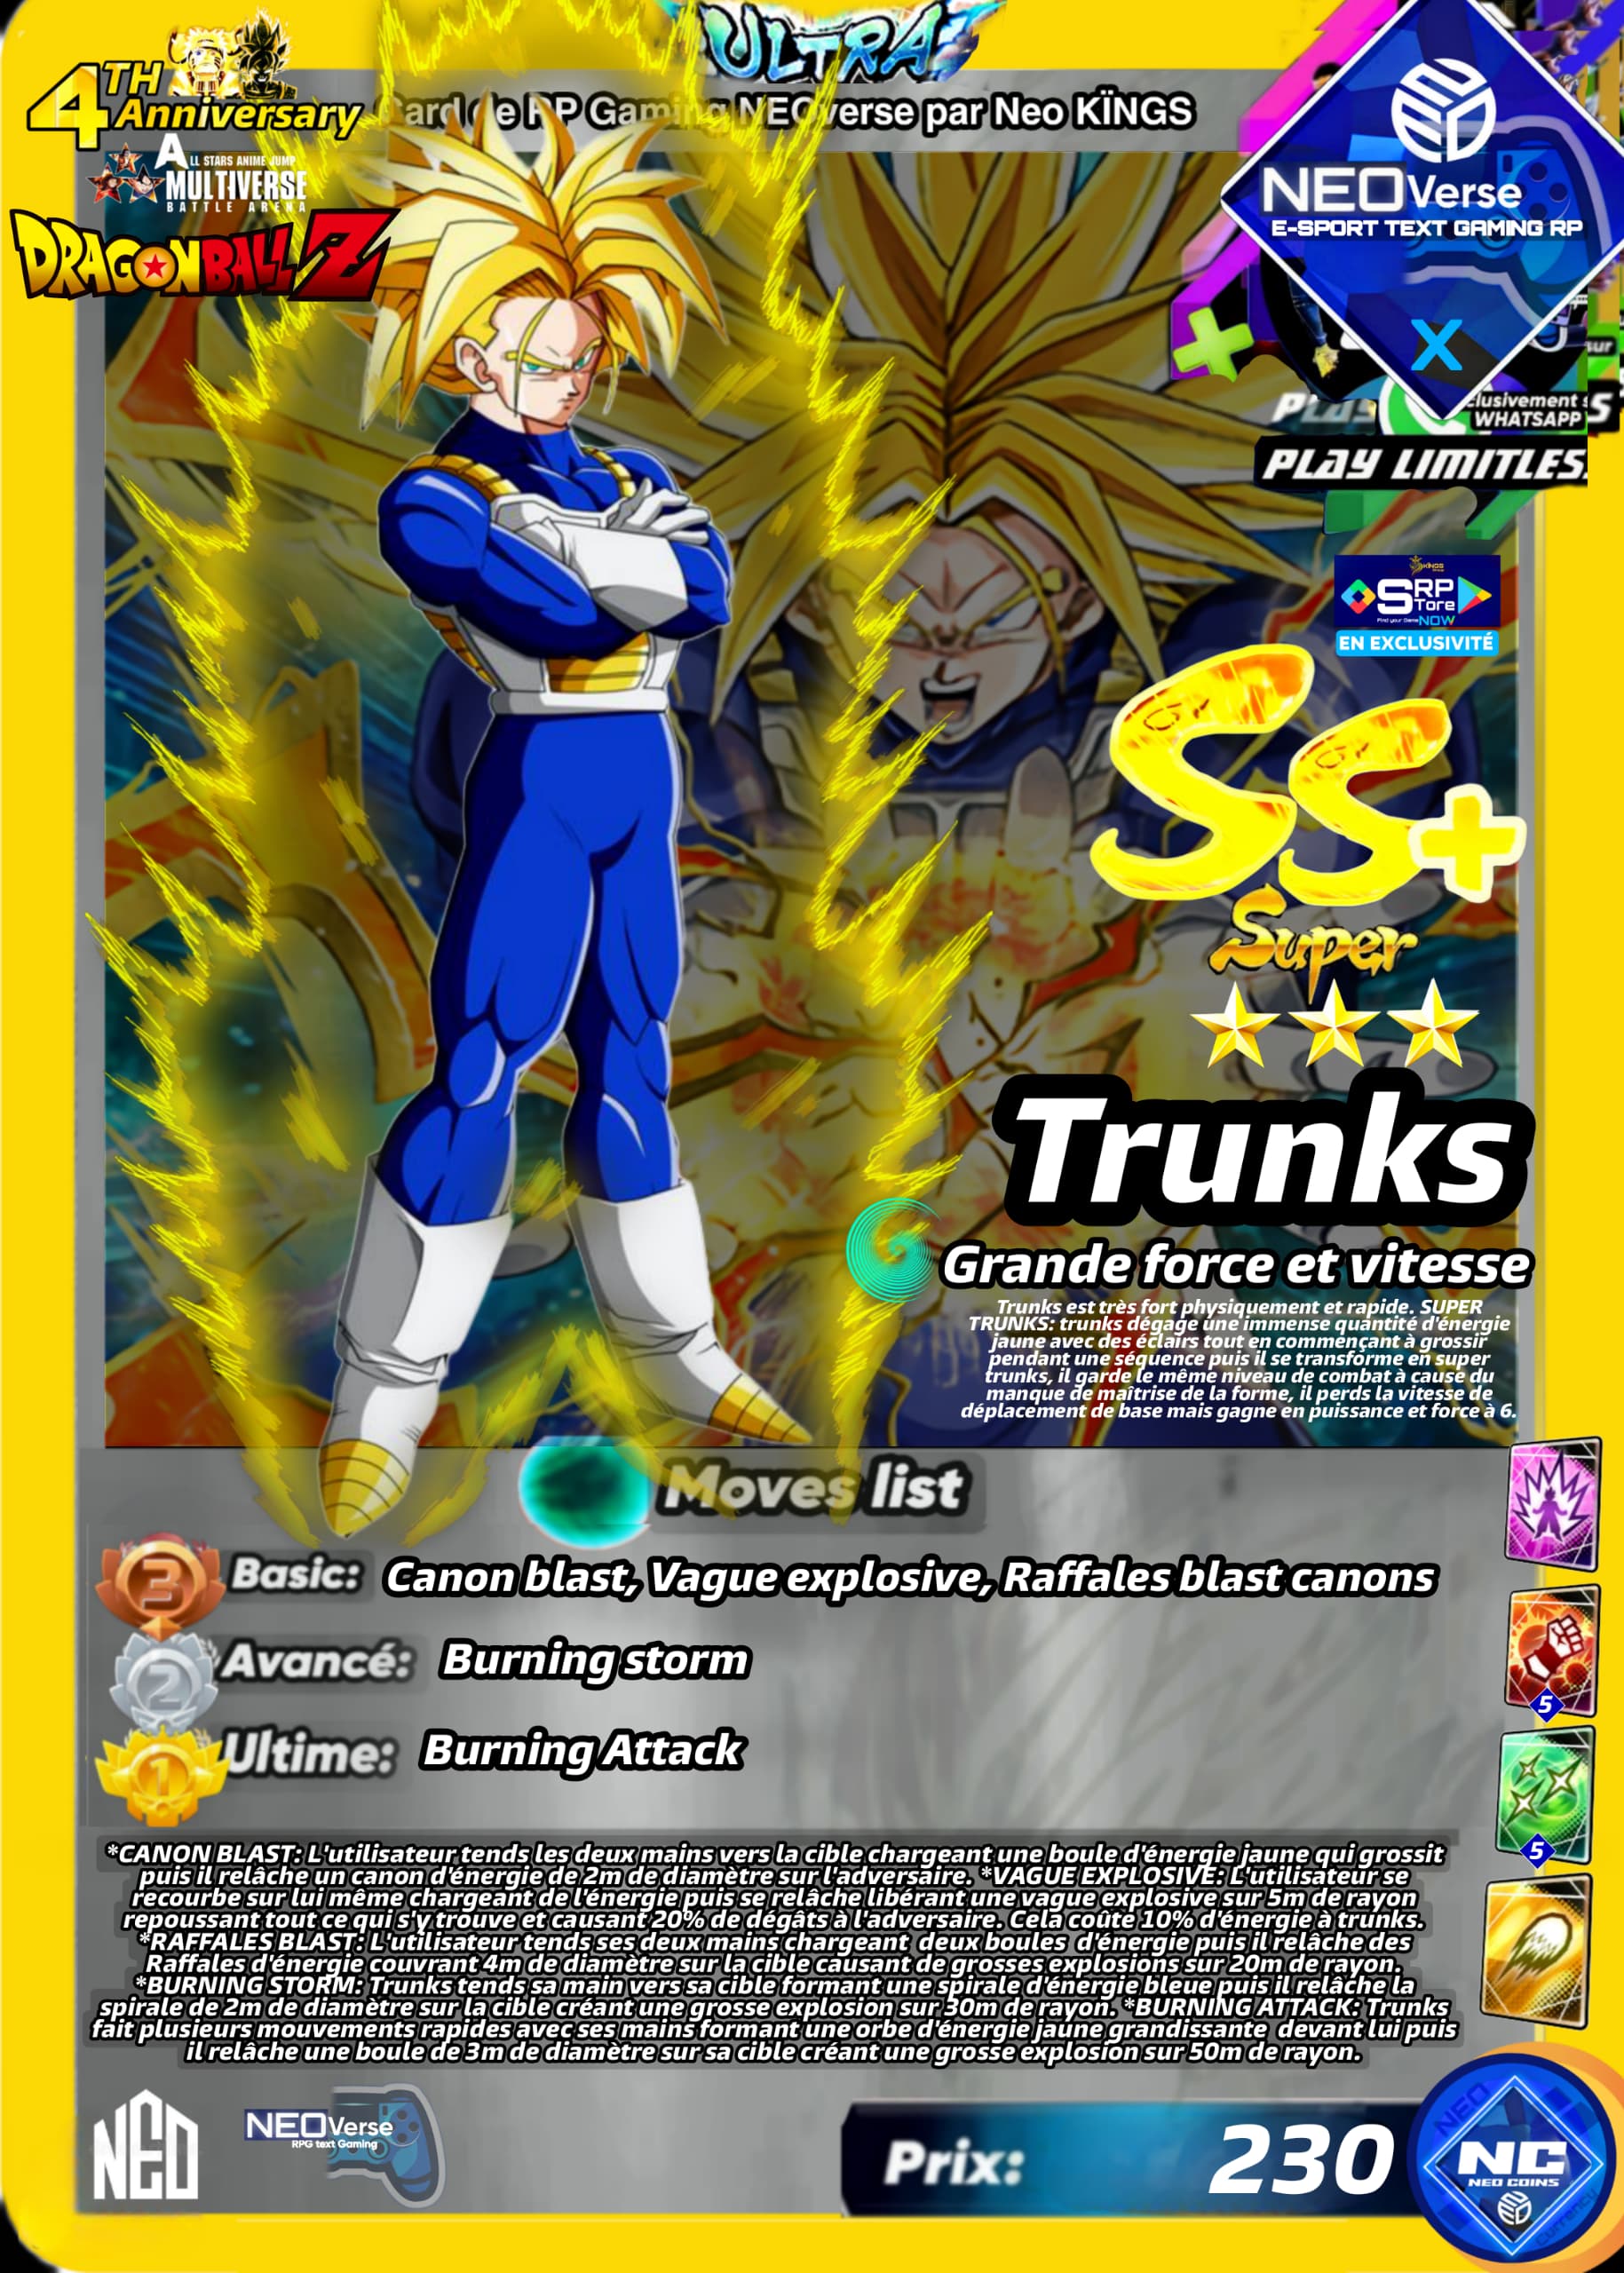 ULTRA
4TH
Anniversary
Card de RP Gaming NEOverse par Neo KÏNGS
ALL STARS ANIME JUMP
MULTIVERSE
BATTLE ARENA
DRAGONBALL Z
NEOVerse
E-SPORT TEXT GAMING RP
X
sur
clusivement s
WHATSAPP
PLAY LIMITLES
KiNGS
SRP
Tore
Find your Game NOW
EN EXCLUSIVITÉ
SS+
Super
Trunks
Grande force et vitesse
Trunks est très fort physiquement et rapide. SUPER
TRUNKS: trunks dégage une immense quantité d'énergie
jaune avec des éclairs tout en commençant à grossir
pendant une séquence puis il se transforme en super
trunks, il garde le même niveau de combat à cause du
manque de maîtrise de la forme, il perds la vitesse de
déplacement de base mais gagne en puissance et force à 6.
Moves list
3 Basic: Canon blast, Vague explosive, Raffales blast canons
2 Avancé: Burning storm
1 Ultime: Burning Attack
5
5
*CANON BLAST: L'utilisateur tends les deux mains vers la cible chargeant une boule d'énergie jaune qui grossit
puis il relâche un canon d'énergie de 2m de diamètre sur l'adversaire. *VAGUE EXPLOSIVE: L'utilisateur se
recourbe sur lui même chargeant de l'énergie puis se relâche libérant une vague explosive sur 5m de rayon
repoussant tout ce qui s'y trouve et causant 20% de dégâts à l'adversaire. Cela coûte 10% d'énergie à trunks.
*RAFFALES BLAST: L'utilisateur tends ses deux mains chargeant deux boules d'énergie puis il relâche des
Raffales d'énergie couvrant 4m de diamètre sur la cible causant de grosses explosions sur 20m de rayon.
*BURNING STORM: Trunks tends sa main vers sa cible formant une spirale d'énergie bleue puis il relâche la
spirale de 2m de diamètre sur la cible créant une grosse explosion sur 30m de rayon. *BURNING ATTACK: Trunks
fait plusieurs mouvements rapides avec ses mains formant une orbe d'énergie jaune grandissante devant lui puis
il relâche une boule de 3m de diamètre sur sa cible créant une grosse explosion sur 50m de rayon.
NEO
NEOVerse
RPG text Gaming
Prix: 230
NC
NEO COINS
Currency